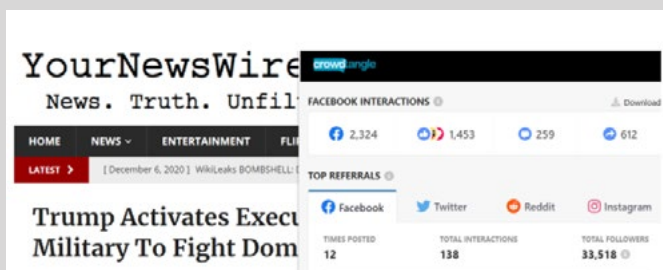 YourNewsWire
News. Truth. Unfil
HOME NEWS ENTERTAINMENT
LATEST [ December 6, 2020 ] WikiLeaks BOMBSHELL:
Trump Activates Execu
Military To Fight Dom
crowdtangle
FACEBOOK INTERACTIONS Download
2,324 1,453 259 612
TOP REFERRALS
Facebook Twitter Reddit Instagram
TIMES POSTED TOTAL INTERACTIONS TOTAL FOLLOWERS
12 138 33,518